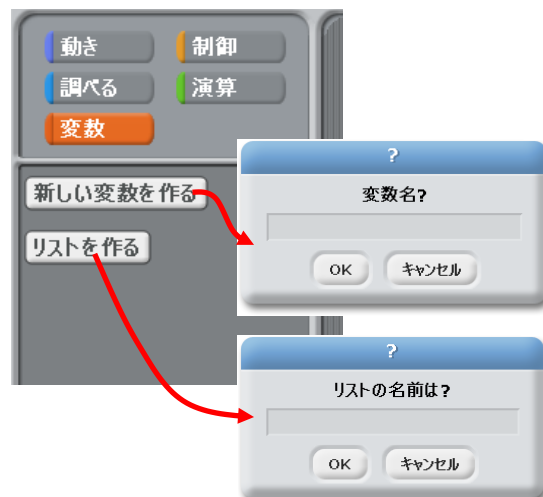 動き 制御
調べる 演算
変数
新しい変数を作る
リストを作る
?
変数名?
OK キャンセル
?
リストの名前は?
OK キャンセル